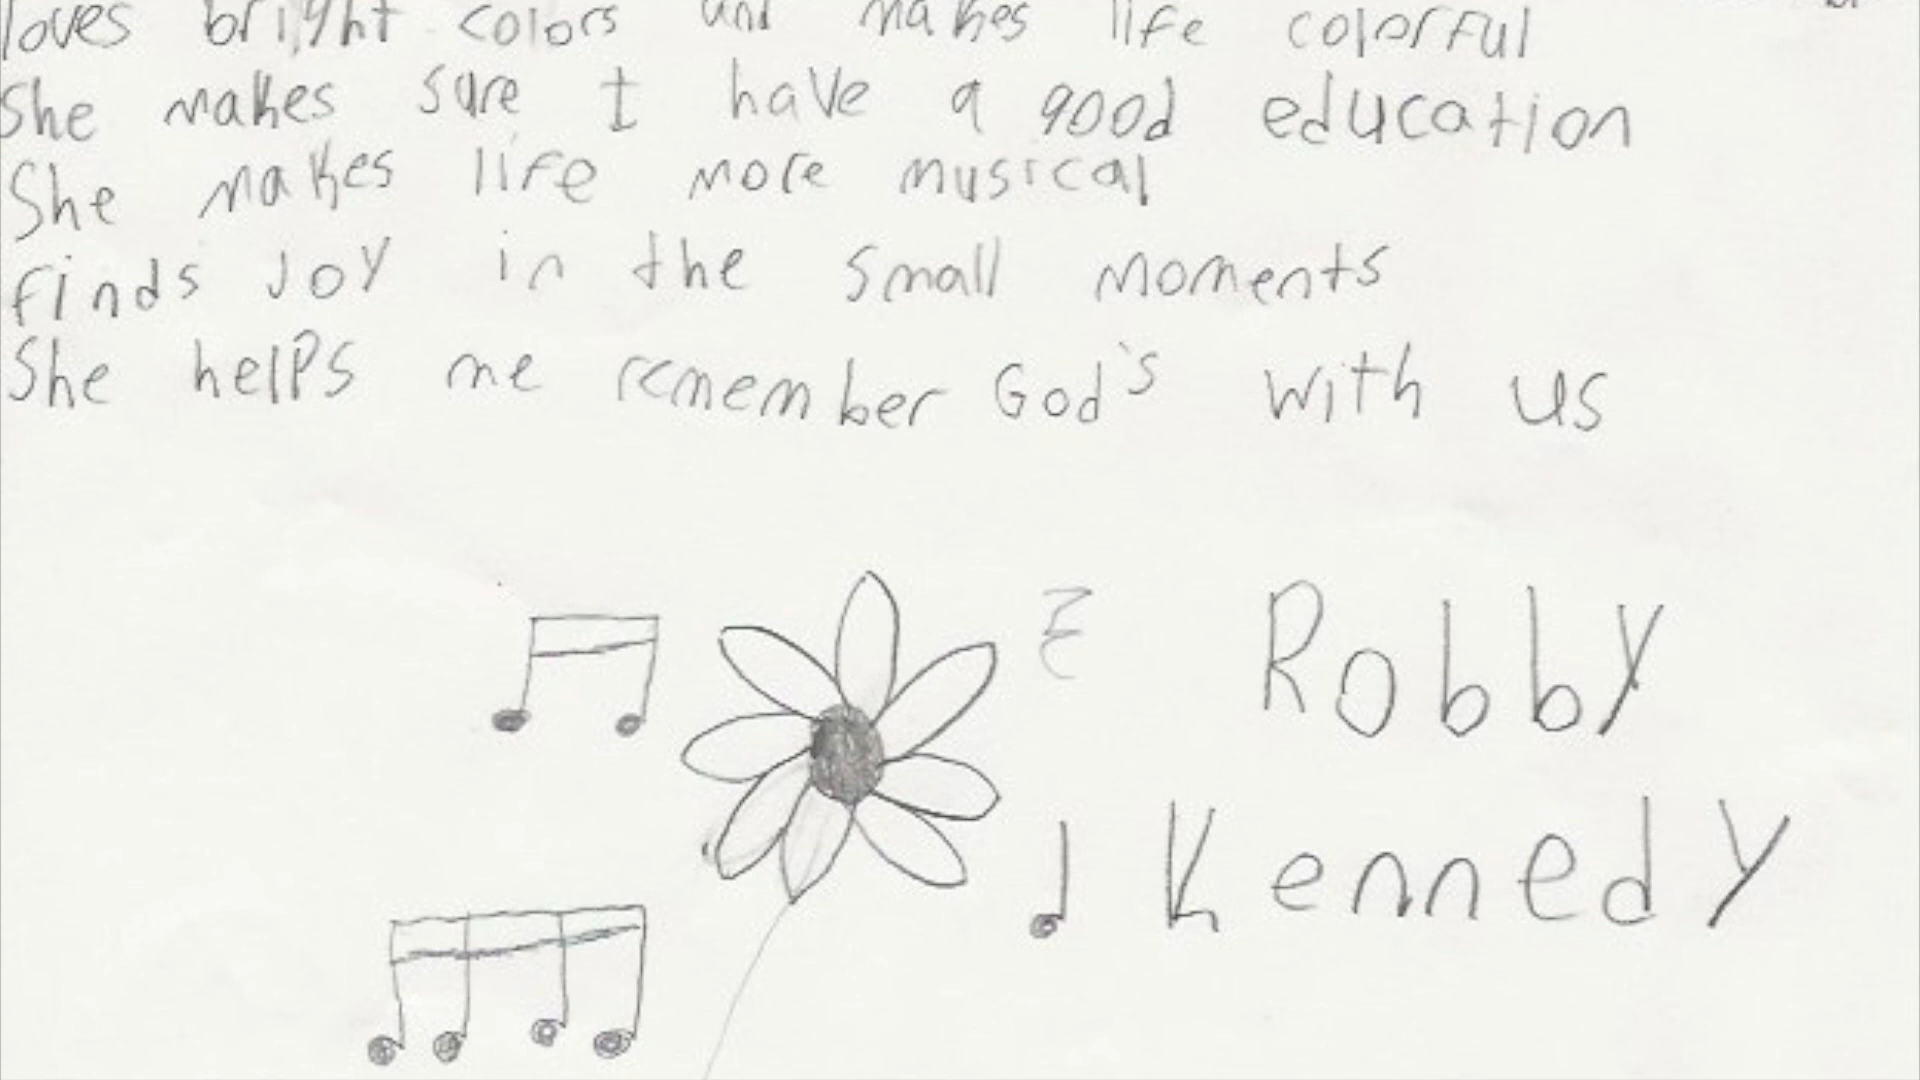 loves bright colors and makes life colorful
She makes sure I have a good education
She makes life more musical
finds Joy in the small moments
She helps me remember God's with us
Robby
Kennedy